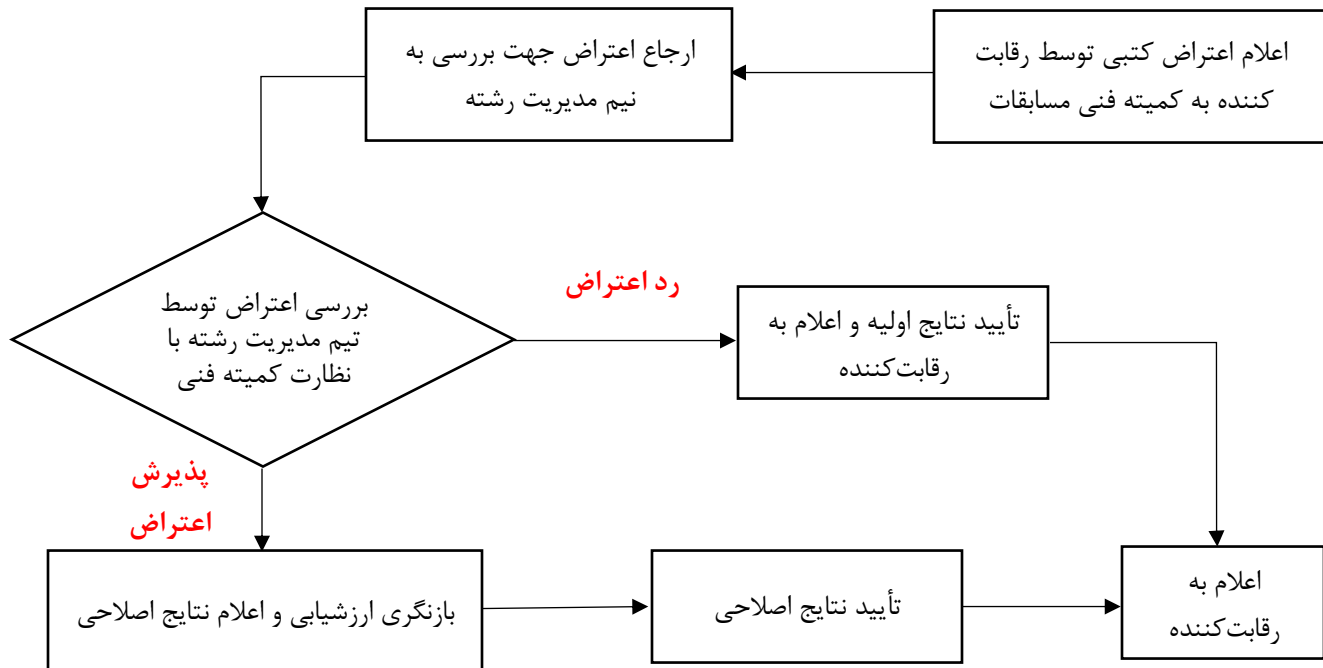 اعلام اعتراض کتبی توسط رقابت
کننده به کمیته فنی مسابقات
ارجاع اعتراض جهت بررسی به
نیم مدیریت رشته
بررسی اعتراض توسط
تیم مدیریت رشته با
نظارت کمیته فنی
رد اعتراض
تأیید نتایج اولیه و اعلام به
رقابت‌کننده
پذیرش
اعتراض
بازنگری ارزشیابی و اعلام نتایج اصلاحی
تأیید نتایج اصلاحی
اعلام به
رقابت‌کننده